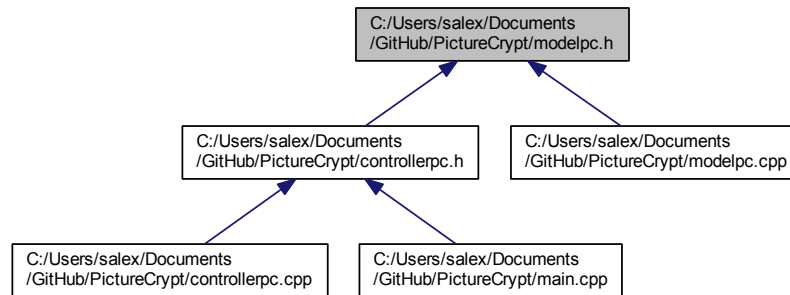 C:/Users/salex/Documents
/GitHub/PictureCrypt/modelpc.h
C:/Users/salex/Documents
/GitHub/PictureCrypt/controllerpc.h
C:/Users/salex/Documents
/GitHub/PictureCrypt/modelpc.cpp
C:/Users/salex/Documents
/GitHub/PictureCrypt/controllerpc.cpp
C:/Users/salex/Documents
/GitHub/PictureCrypt/main.cpp